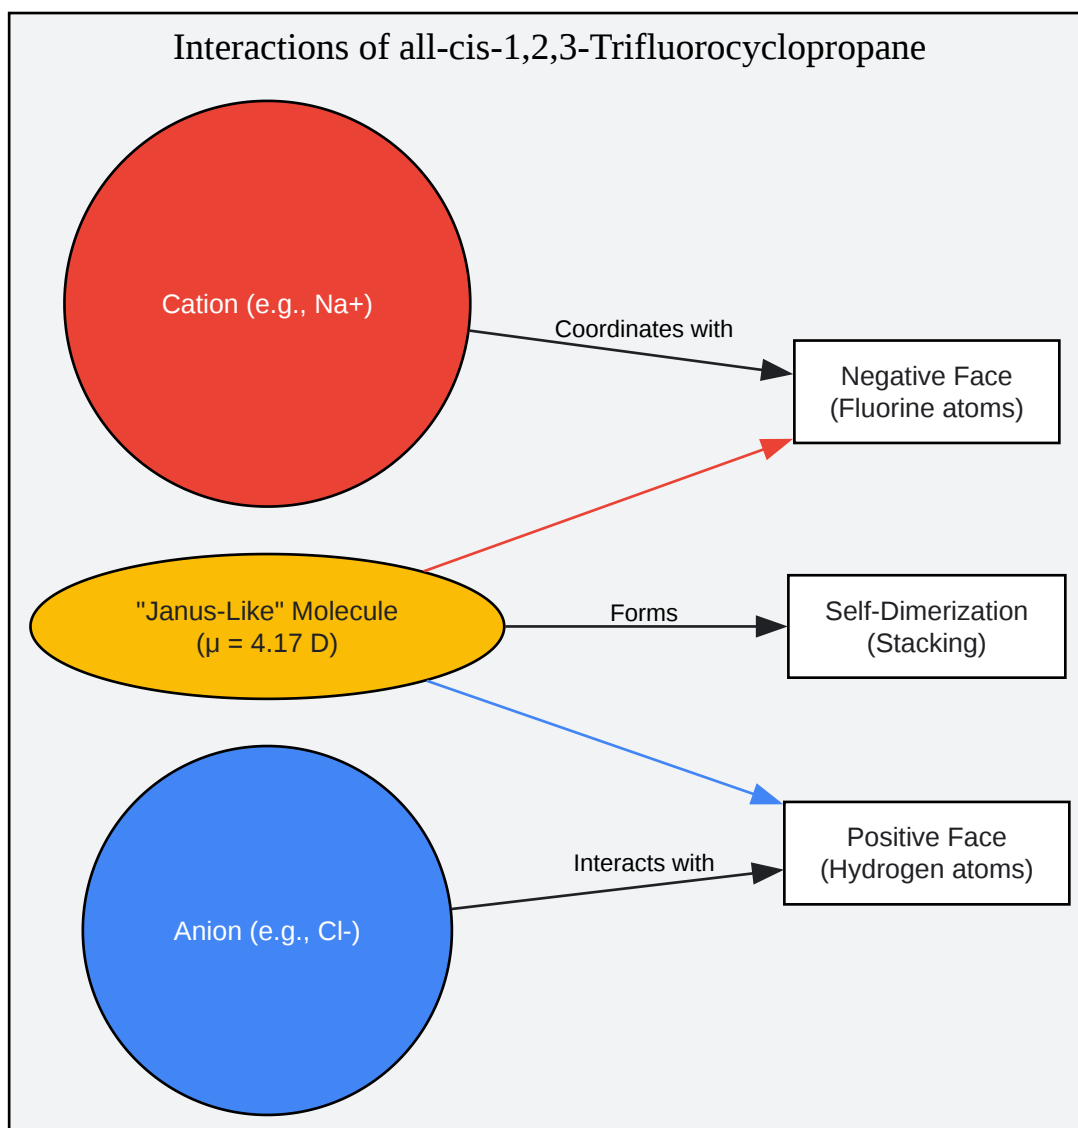 Interactions of all-cis-1,2,3-Trifluorocyclopropane
Cation (e.g., Na+)
Coordinates with
Negative Face
(Fluorine atoms)
"Janus-Like" Molecule
(μ = 4.17 D)
Forms
Self-Dimerization
(Stacking)
Positive Face
(Hydrogen atoms)
Interacts with
Anion (e.g., Cl-)